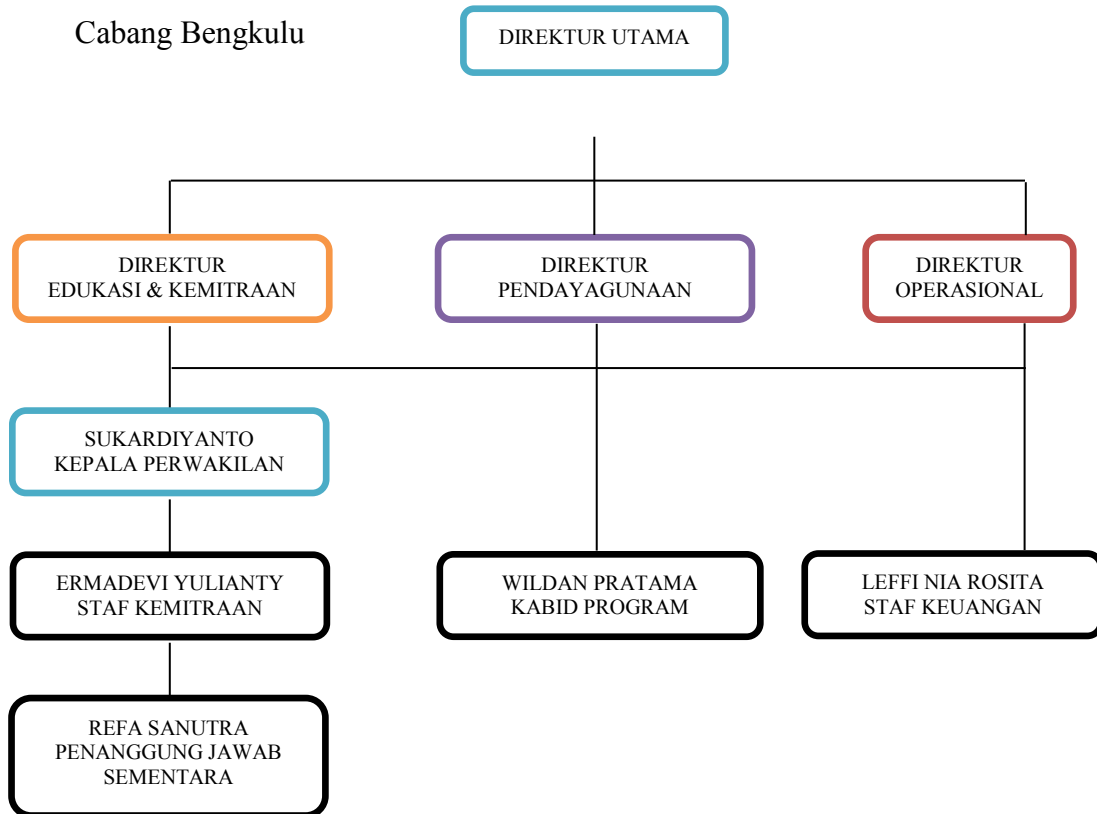 Cabang Bengkulu
DIREKTUR UTAMA
DIREKTUR
EDUKASI & KEMITRAAN
DIREKTUR
PENDAYAGUNAAN
DIREKTUR
OPERASIONAL
SUKARDIYANTO
KEPALA PERWAKILAN
ERMADEVI YULIANTY
STAF KEMITRAAN
WILDAN PRATAMA
KABID PROGRAM
LEFFI NIA ROSITA
STAF KEUANGAN
REFA SANUTRA
PENANGGUNG JAWAB
SEMENTARA